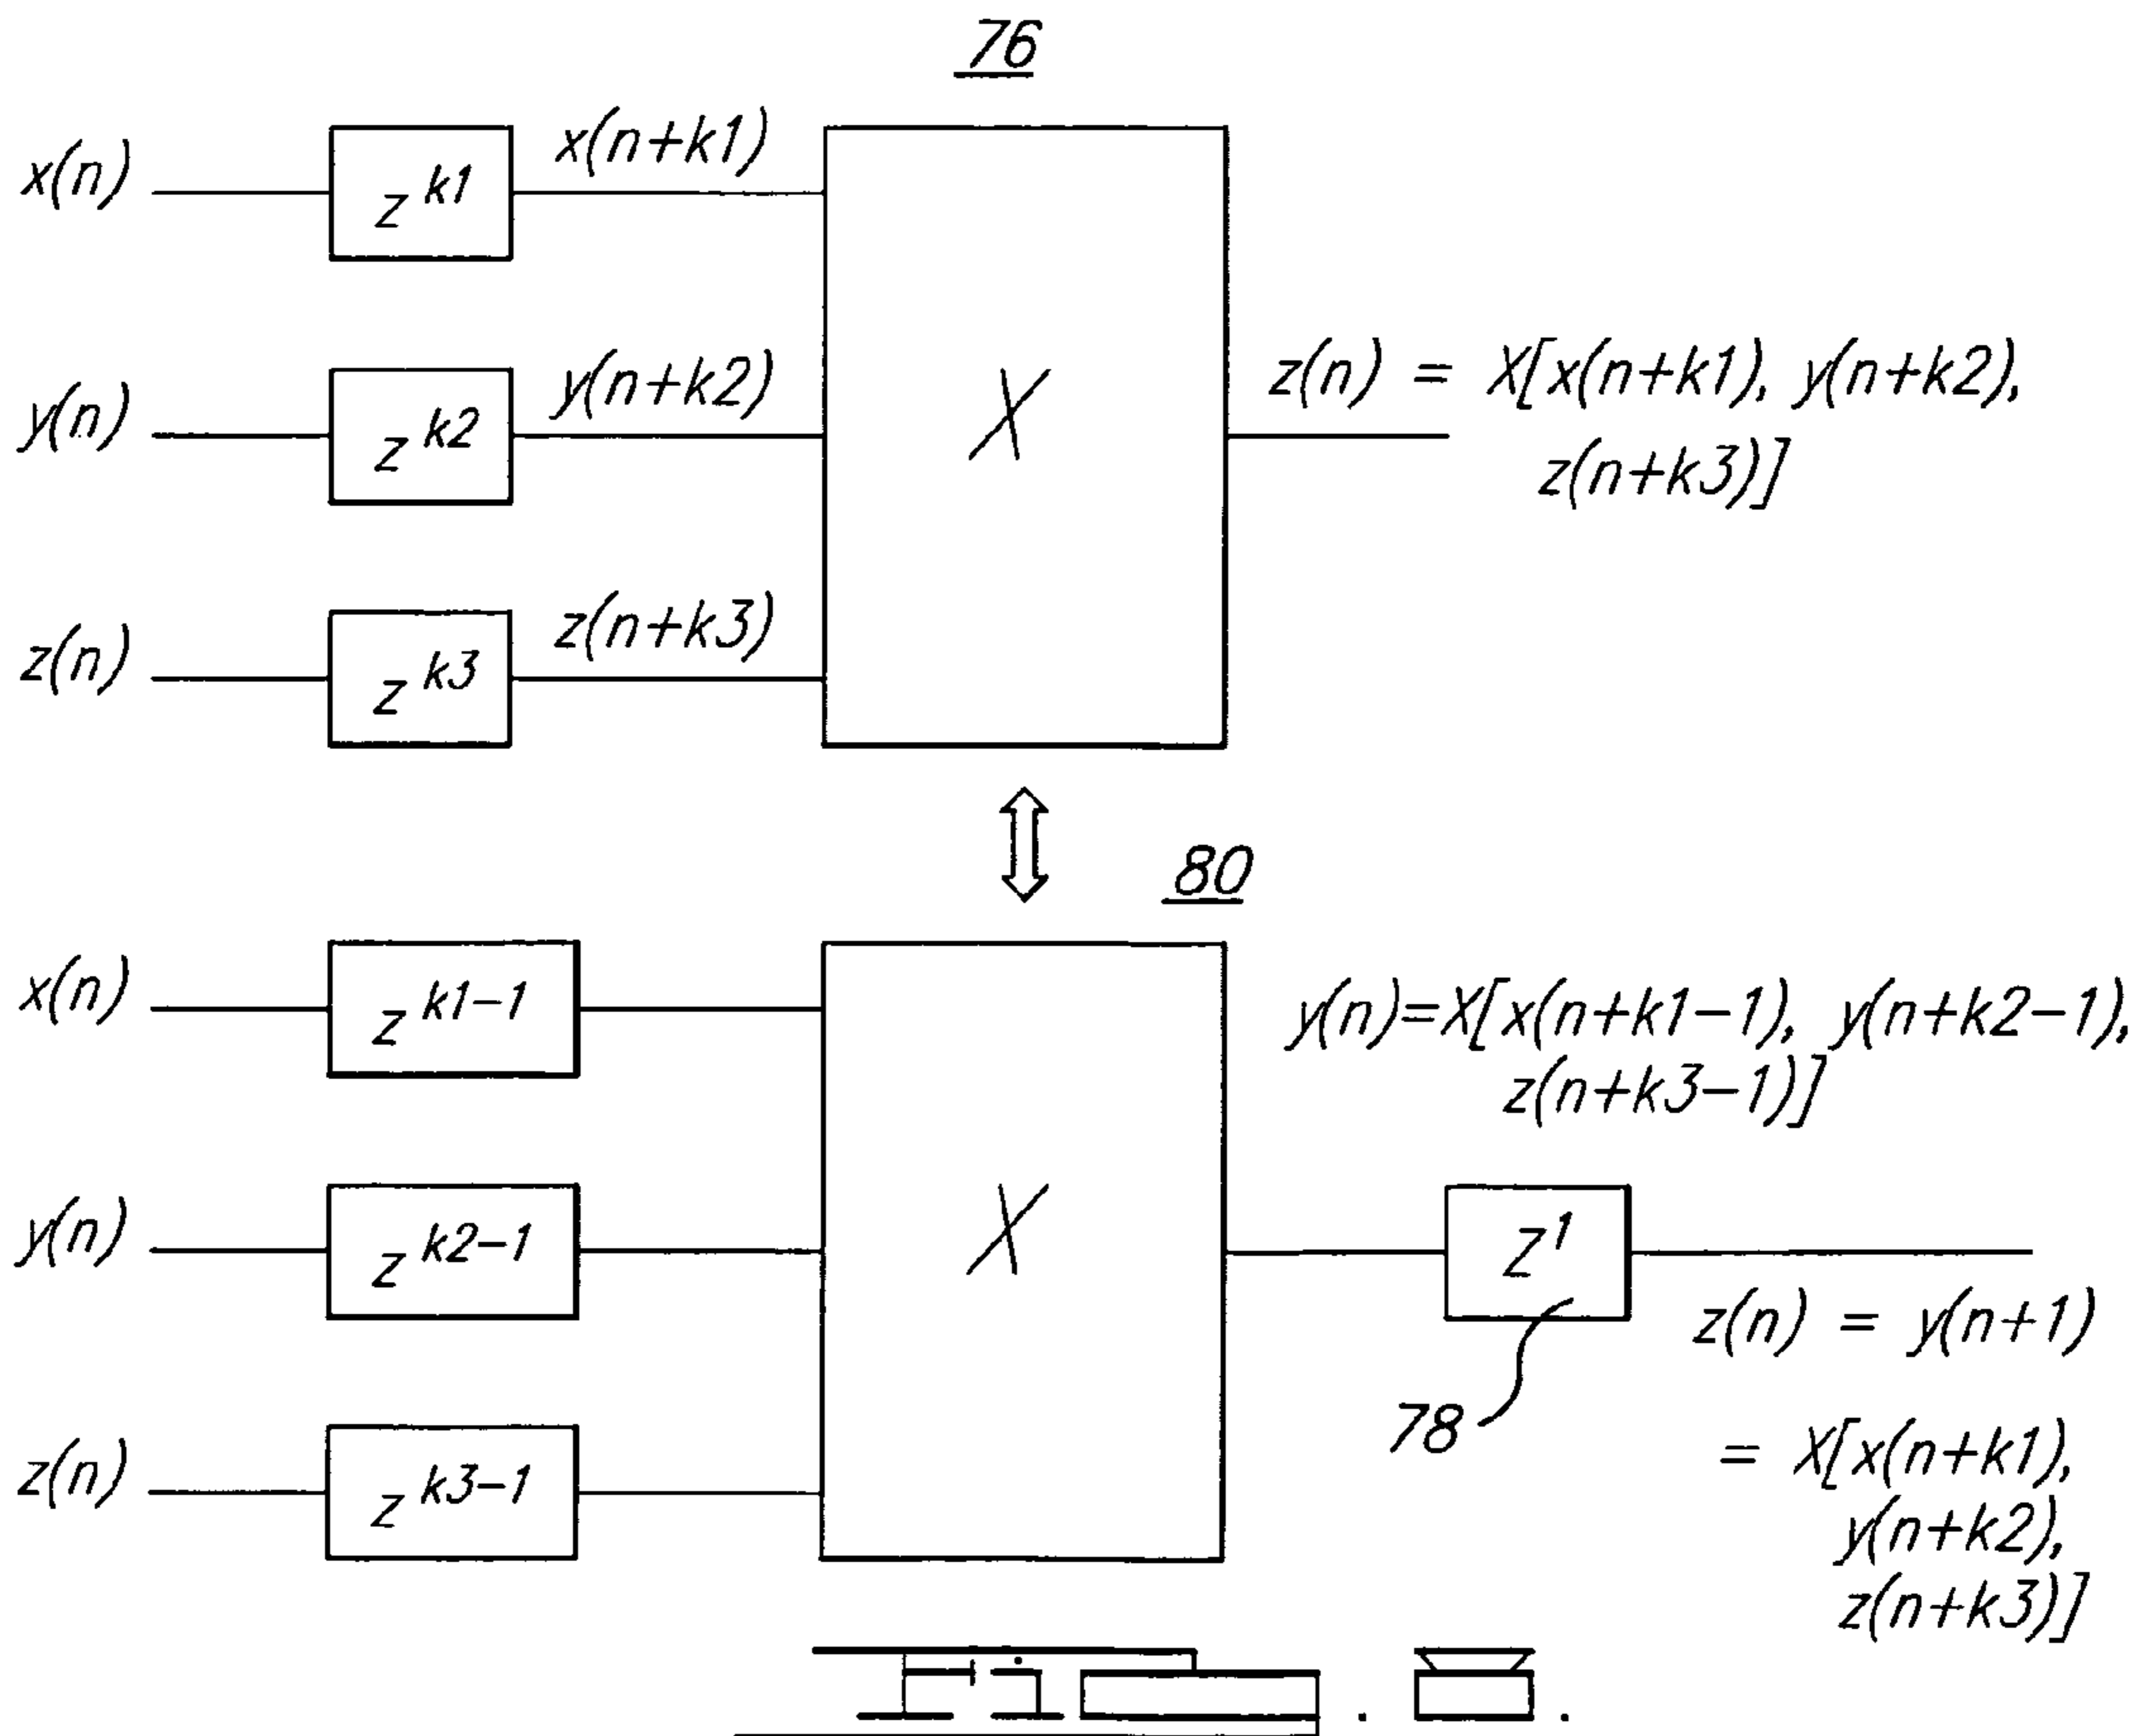 76
x(n)
z k1
x(n+k1)
y(n)
z k2
y(n+k2)
z(n)
z k3
z(n+k3)
X
z(n) = X[x(n+k1), y(n+k2),
z(n+k3)]
80
x(n)
z k1-1
y(n)
z k2-1
z(n)
z k3-1
X
y(n)=X[x(n+k1-1), y(n+k2-1),
z(n+k3-1)]
Z 1
78
z(n) = y(n+1)
= X[x(n+k1),
y(n+k2),
z(n+k3)]